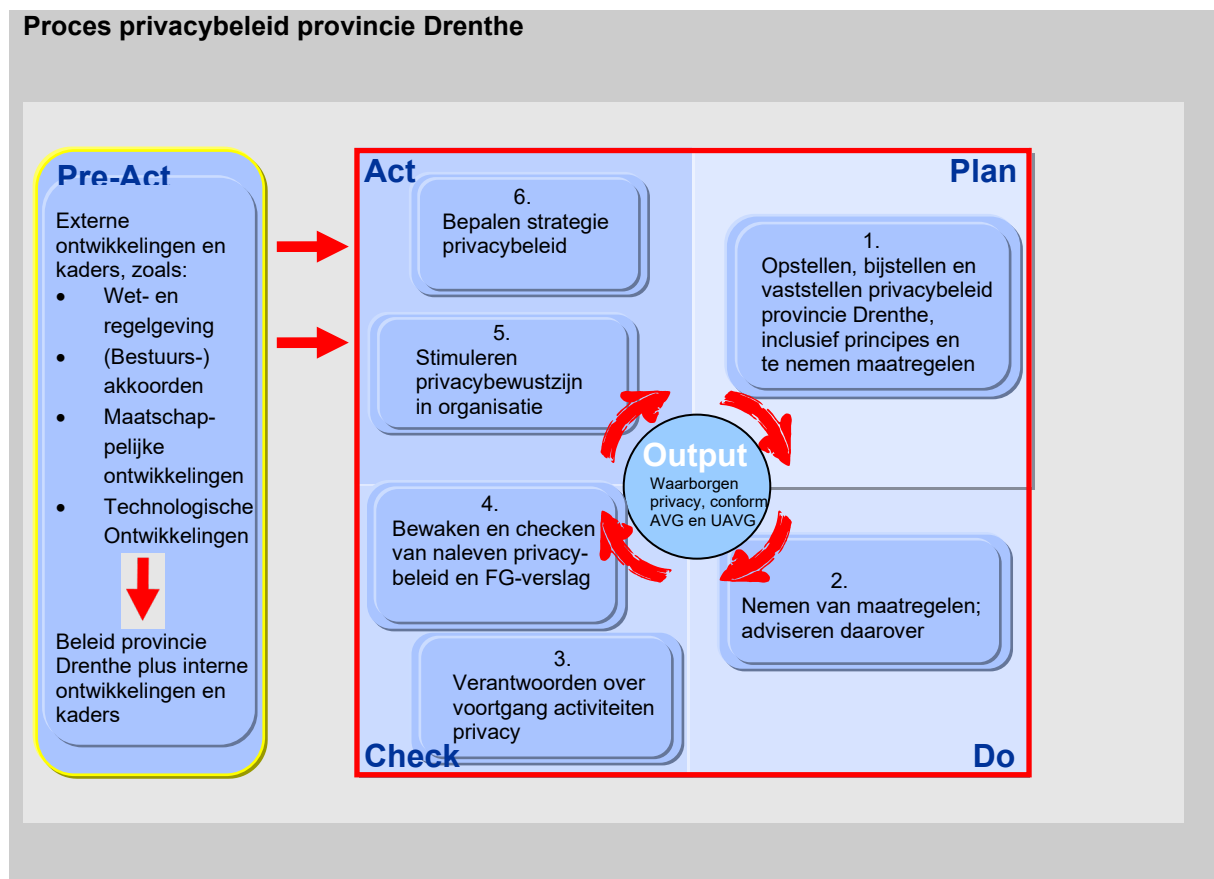 Proces privacybeleid provincie Drenthe
Pre-Act
Externe
ontwikkelingen en
kaders, zoals:
• Wet- en
regelgeving
• (Bestuurs-)
akkoorden
• Maatschap-
pelijke
ontwikkelingen
• Technologische
Ontwikkelingen
Beleid provincie
Drenthe plus interne
ontwikkelingen en
kaders
Act
6.
Bepalen strategie
privacybeleid
5.
Stimuleren
privacybewustzijn
in organisatie
Plan
1.
Opstellen, bijstellen en
vaststellen privacybeleid
provincie Drenthe,
inclusief principes en
te nemen maatregelen
Output
Waarborgen
privacy, conform
AVG en UAVG
4.
Bewaken en checken
van naleven privacy-
beleid en FG-verslag
3.
Verantwoorden over
voortgang activiteiten
privacy
Check
2.
Nemen van maatregelen;
adviseren daarover
Do